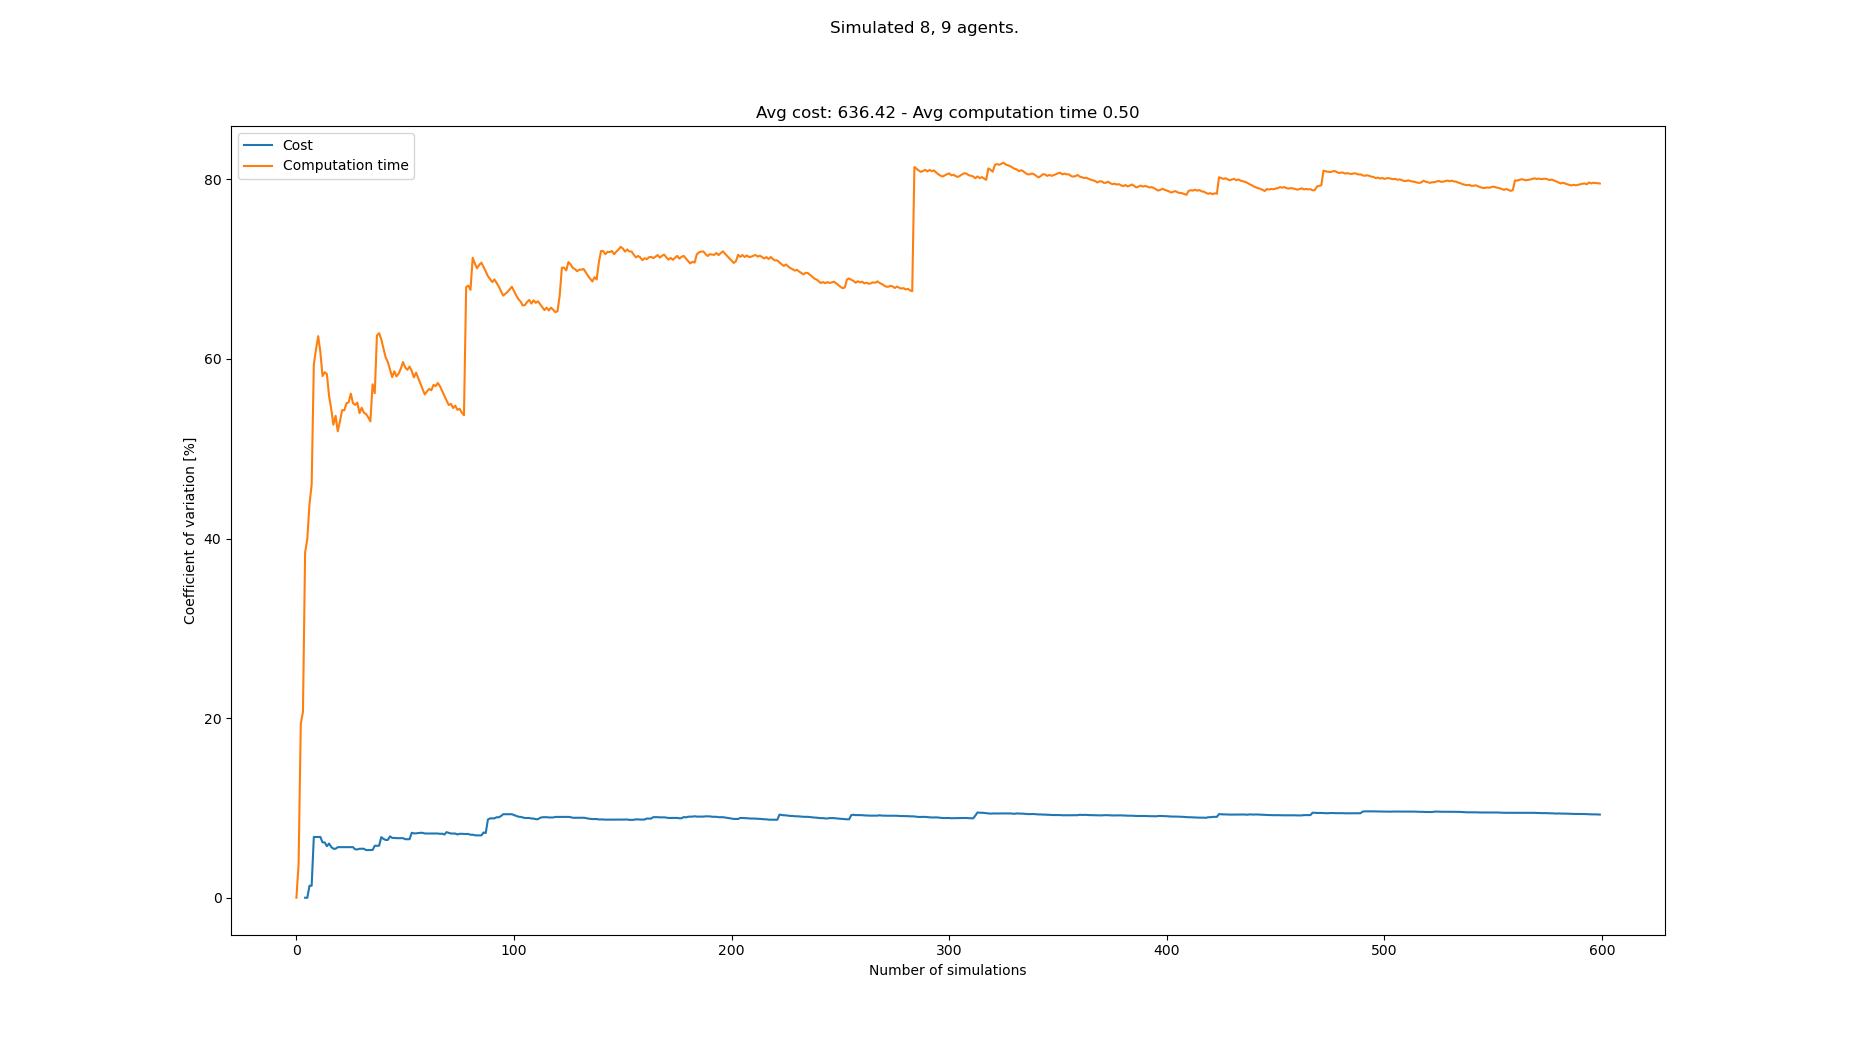 Simulated 8, 9 agents.
Avg cost: 636.42 - Avg computation time 0.50
Cost
Computation time
80
60
40
20
0
Coefficient of variation [%]
0 100 200 300 400 500 600
Number of simulations